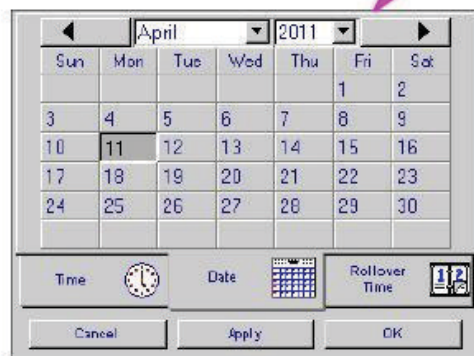 April 2011
Sun Mon Tue Wed Thu Fri Sat
1 2
3 4 5 6 7 8 9
10 11 12 13 14 15 16
17 18 19 20 21 22 23
24 25 26 27 28 29 30
Time Date Rollover
Time
1 2
Cancel Apply OK